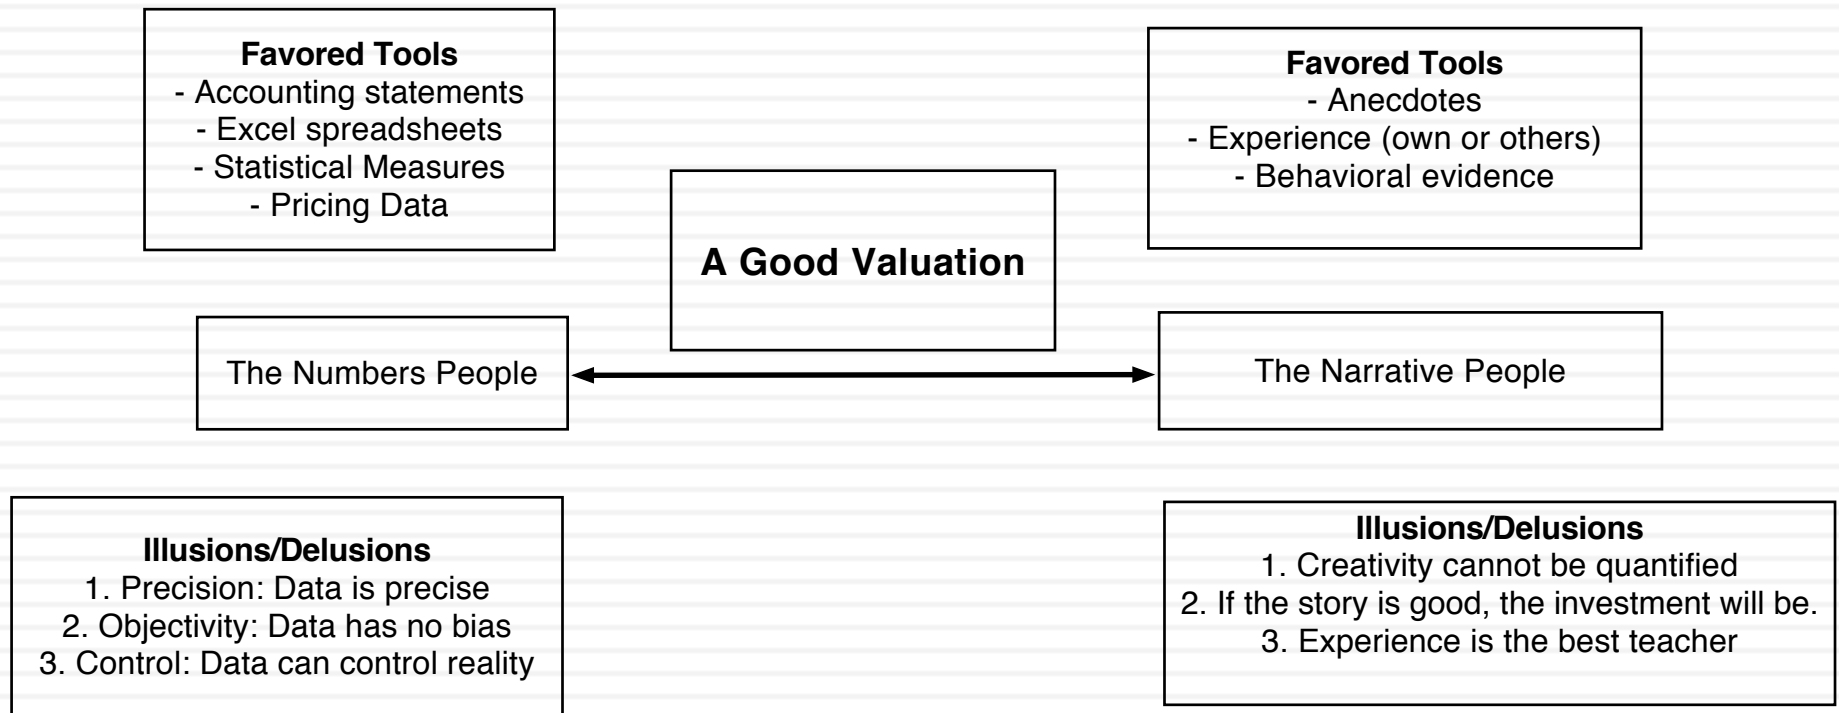 Favored Tools
- Accounting statements
- Excel spreadsheets
- Statistical Measures
- Pricing Data
Favored Tools
- Anecdotes
- Experience (own or others)
- Behavioral evidence
A Good Valuation
The Numbers People
The Narrative People
Illusions/Delusions
1. Precision: Data is precise
2. Objectivity: Data has no bias
3. Control: Data can control reality
Illusions/Delusions
1. Creativity cannot be quantified
2. If the story is good, the investment will be.
3. Experience is the best teacher